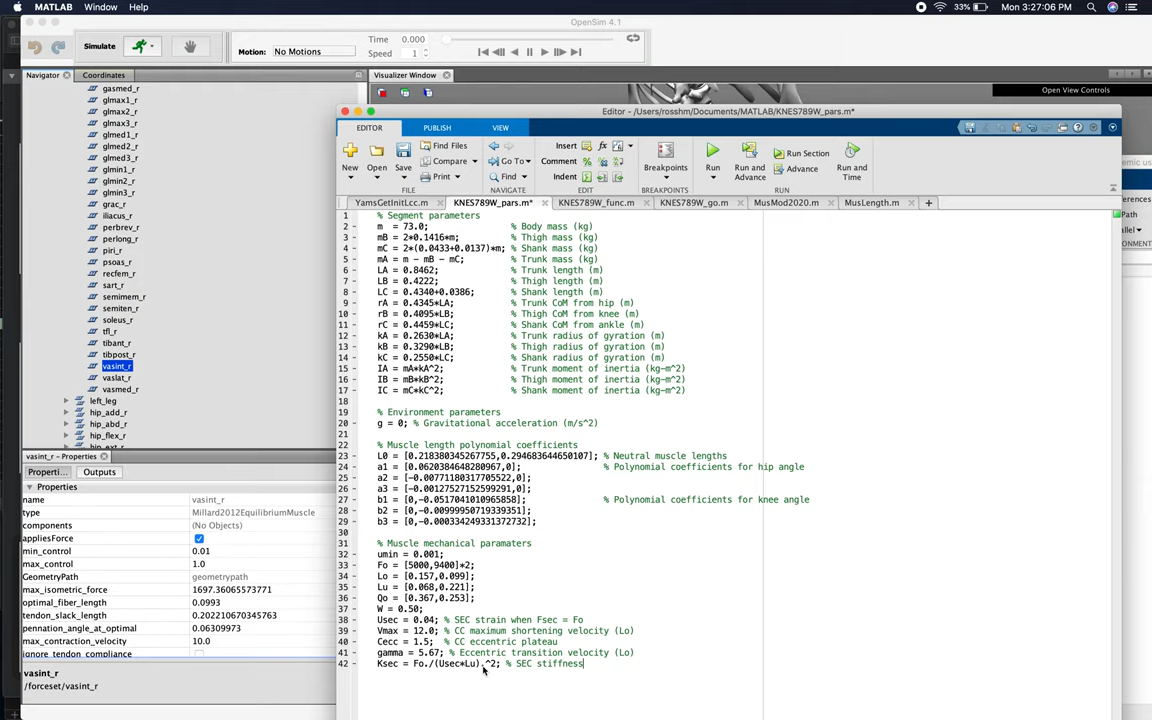 MATLAB Window Help 33% Mon 3:27:06 PM
OpenSim 4.1
Simulate Motion: No Motions Time 0.000
Speed 1
Navigator Coordinates Visualizer Window
Open View Controls
gasmed_r
glmax1_r
glmax2_r
glmax3_r
glmed1_r
glmed2_r
glmed3_r
glmin1_r
glmin2_r
glmin3_r
grac_r
iliacus_r
perbrev_r
perlong_r
piri_r
psoas_r
recfem_r
sart_r
semimem_r
semiten_r
soleus_r
tfl_r
tibant_r
tibpost_r
vasint_r
vaslat_r
vasmed_r
left_leg
hip_add_r
hip_abd_r
hip_flex_r
hip_ext_r
vasint_r - Properties
Properti... Outputs
Properties
name vasint_r
type Millard2012EquilibriumMuscle
components (No Objects)
appliesForce
min_control 0.01
max_control 1.0
GeometryPath geometrypath
max_isometric_force 1697.36065573771
optimal_fiber_length 0.0993
tendon_slack_length 0.202210670345763
pennation_angle_at_optimal 0.06309973
max_contraction_velocity 10.0
ignore_tendon_compliance
vasint_r
/forceset/vasint_r
Editor - /Users/rosshm/Documents/MATLAB/KNES789W_pars.m*
EDITOR PUBLISH VIEW
New Open Save Find Files Compare Print Go To Find Insert Comment Indent Breakpoints Run Run and Advance Run Section Advance Run and Time
FILE NAVIGATE EDIT BREAKPOINTS RUN
YamsGetInitLcc.m KNES789W_pars.m* KNES789W_func.m KNES789W_go.m MusMod2020.m MusLength.m
1 % Segment parameters
2 - m = 73.0; % Body mass (kg)
3 - mB = 2*0.1416*m; % Thigh mass (kg)
4 - mC = 2*(0.0433+0.0137)*m; % Shank mass (kg)
5 - mA = m - mB - mC; % Trunk mass (kg)
6 - LA = 0.8462; % Trunk length (m)
7 - LB = 0.4222; % Thigh length (m)
8 - LC = 0.4340+0.0386; % Shank length (m)
9 - rA = 0.4345*LA; % Trunk CoM from hip (m)
10 - rB = 0.4095*LB; % Thigh CoM from knee (m)
11 - rC = 0.4459*LC; % Shank CoM from ankle (m)
12 - kA = 0.2630*LA; % Trunk radius of gyration (m)
13 - kB = 0.3290*LB; % Thigh radius of gyration (m)
14 - kC = 0.2550*LC; % Shank radius of gyration (m)
15 - IA = mA*kA^2; % Trunk moment of inertia (kg-m^2)
16 - IB = mB*kB^2; % Thigh moment of inertia (kg-m^2)
17 - IC = mC*kC^2; % Shank moment of inertia (kg-m^2)
18
19 % Environment parameters
20 - g = 0; % Gravitational acceleration (m/s^2)
21
22 % Muscle length polynomial coefficients
23 - L0 = [0.218380345267755,0.294683644650107]; % Neutral muscle lengths
24 - a1 = [0.0620384648280967,0]; % Polynomial coefficients for hip angle
25 - a2 = [-0.00771180317705522,0];
26 - a3 = [-0.00127527152599291,0];
27 - b1 = [0,-0.0517041010965858]; % Polynomial coefficients for knee angle
28 - b2 = [0,-0.00999950719339351];
29 - b3 = [0,-0.000334249331372732];
30
31 % Muscle mechanical paramaters
32 - umin = 0.001;
33 - Fo = [5000,9400]*2;
34 - Lo = [0.157,0.099];
35 - Lu = [0.068,0.221];
36 - Qo = [0.367,0.253];
37 - W = 0.50;
38 - Usec = 0.04; % SEC strain when Fsec = Fo
39 - Vmax = 12.0; % CC maximum shortening velocity (Lo)
40 - Cecc = 1.5; % CC eccentric plateau
41 - gamma = 5.67; % Eccentric transition velocity (Lo)
42 - Ksec = Fo./(Usec*Lu).^2; % SEC stiffness